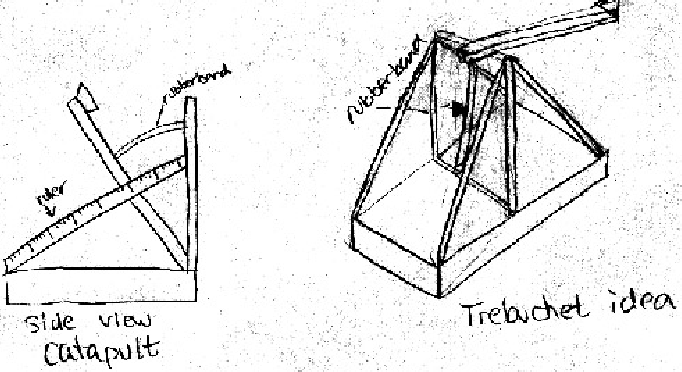 rubberband
ruler
side view
catapult
rubberband
Trebuchet idea